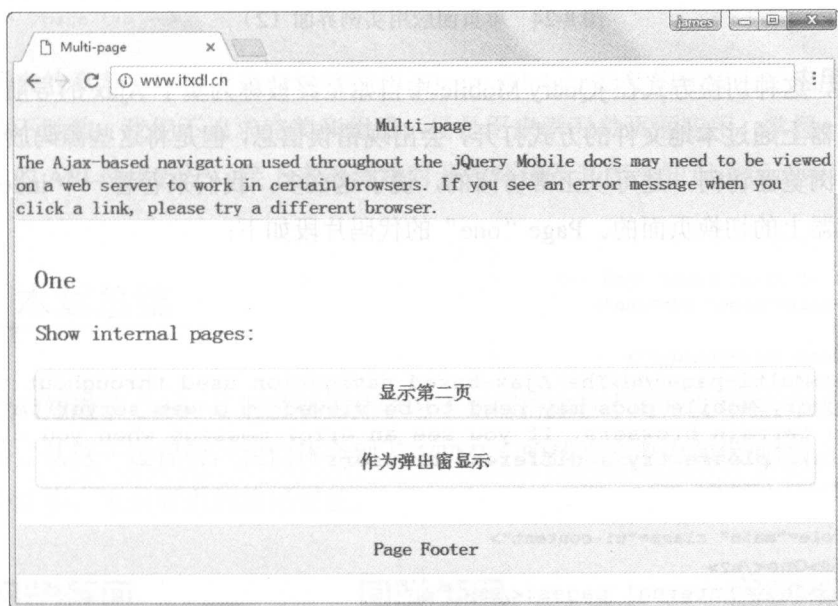 james
Multi-page
www.itxdl.cn
Multi-page
The Ajax-based navigation used throughout the jQuery Mobile docs may need to be viewed
on a web server to work in certain browsers. If you see an error message when you
click a link, please try a different browser.
One
Show internal pages:
显示第二页
作为弹出窗显示
Page Footer